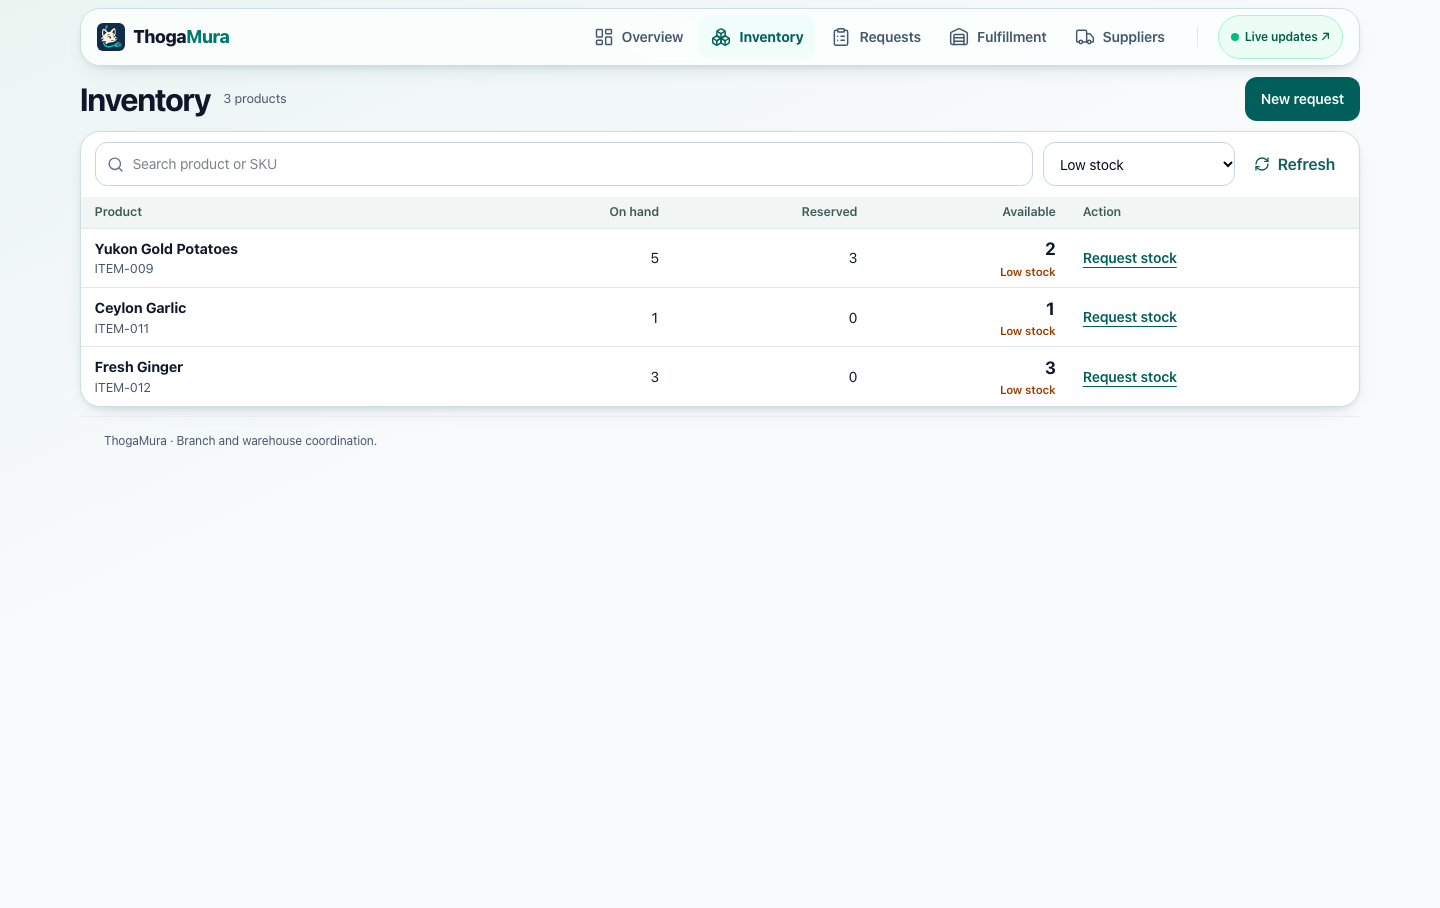 ThogaMura Overview Inventory Requests Fulfillment Suppliers Live updates ↗
Inventory 3 products New request
Search product or SKU Low stock Refresh
Product On hand Reserved Available Action
Yukon Gold Potatoes
ITEM-009
5 3 2 Request stock
Low stock
Ceylon Garlic
ITEM-011
1 0 1 Request stock
Low stock
Fresh Ginger
ITEM-012
3 0 3 Request stock
Low stock
ThogaMura · Branch and warehouse coordination.